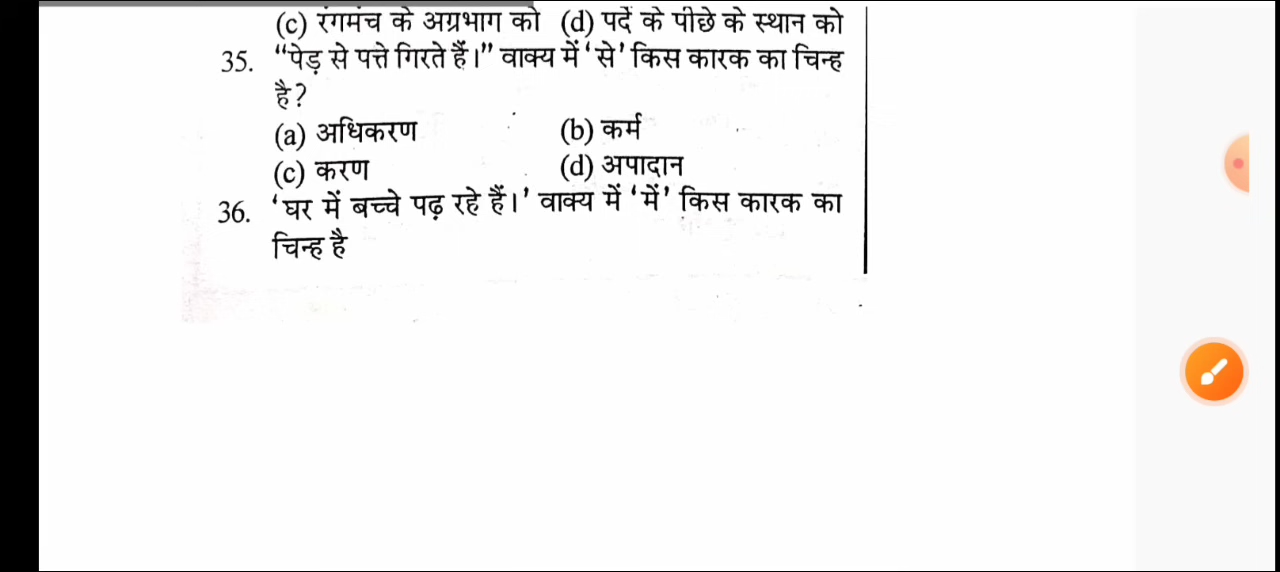 (c) रंगमंच के अग्रभाग को (d) पर्दे के पीछे के स्थान को
35. “पेड़ से पत्ते गिरते हैं।” वाक्य में ‘से’ किस कारक का चिन्ह
है?
(a) अधिकरण (b) कर्म
(c) करण (d) अपादान
36. ‘घर में बच्चे पढ़ रहे हैं।’ वाक्य में ‘में’ किस कारक का
चिन्ह है